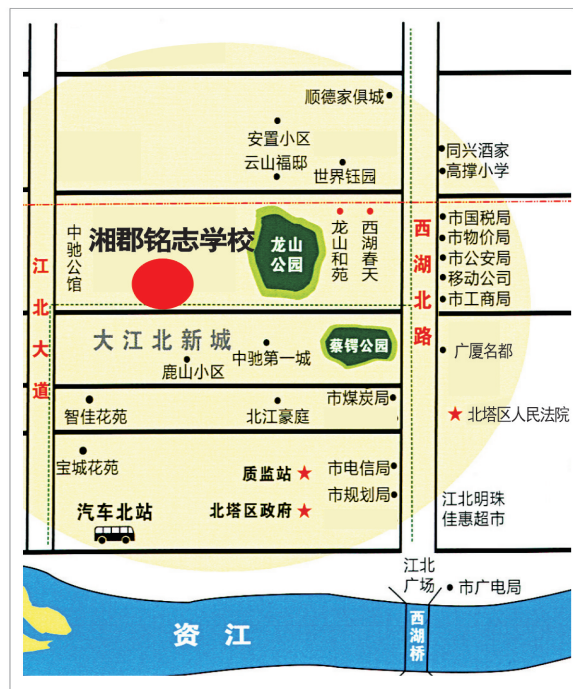 顺德家俱城
安置小区
云山福邸
世界钰园
同兴酒家
高撑小学
中驰公馆
湘郡铭志学校
龙山
公园
龙山和苑
西湖春天
西湖北路
市国税局
市物价局
市公安局
移动公司
市工商局
江北大道
大江北新城
中驰第一城
鹿山小区
蔡锷公园
广厦名都
智佳花苑
北江豪庭
市煤炭局
北塔区人民法院
宝城花苑
质监站
市电信局
市规划局
汽车北站
北塔区政府
江北明珠
佳惠超市
江北
广场
市广电局
资江
西湖桥